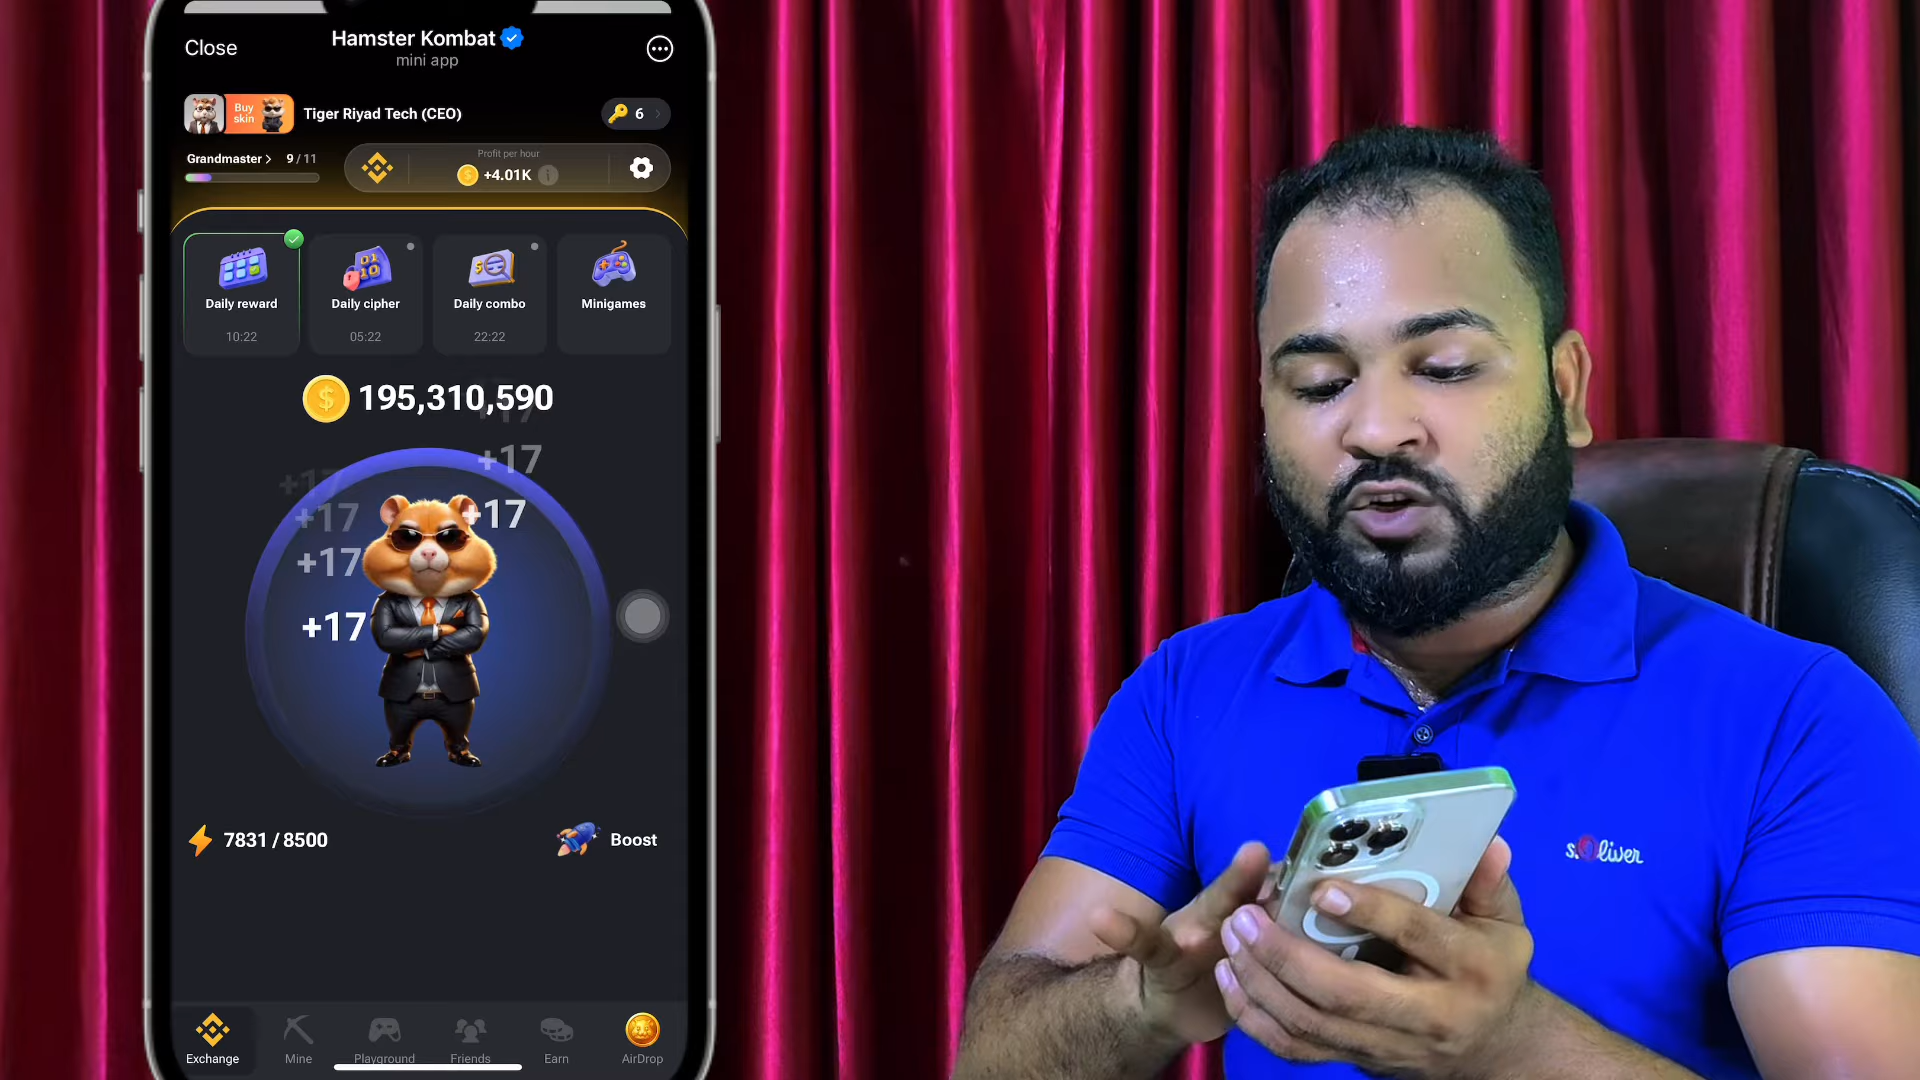 Close
Hamster Kombat
mini app
Buy
skin
Tiger Riyad Tech (CEO)
6
Grandmaster > 9 / 11
Profit per hour
+4.01K
Daily reward
10:22
Daily cipher
05:22
Daily combo
22:22
Minigames
195,310,590
+17
+17
+17
+17
+17
+17
+17
7831 / 8500
Boost
Exchange
Mine
Playground
Friends
Earn
AirDrop
s.Oliver